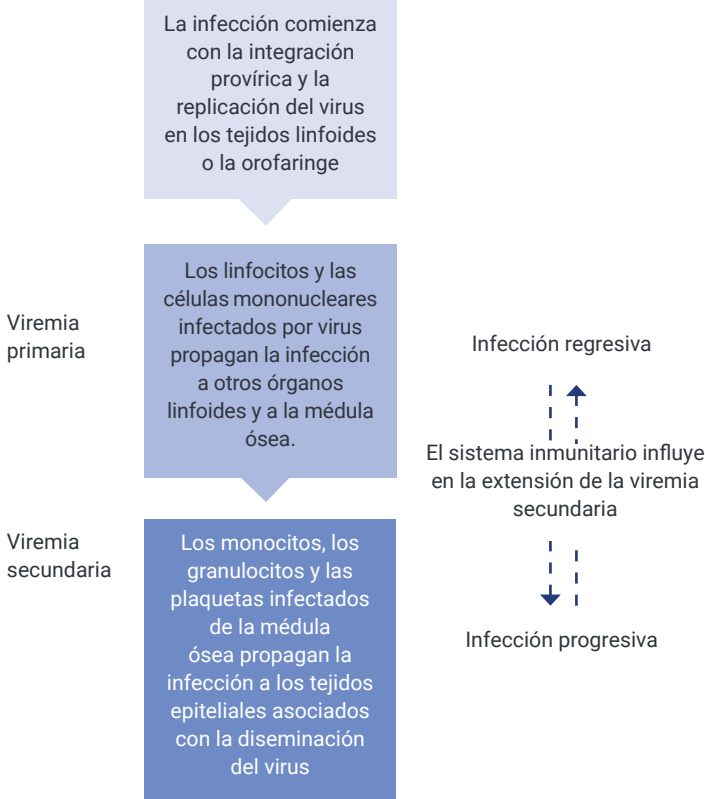 La infección comienza
con la integración
provírica y la
replicación del virus
en los tejidos linfoides
o la orofaringe
Viremia
primaria
Los linfocitos y las
células mononucleares
infectados por virus
propagan la infección
a otros órganos
linfoides y a la médula
ósea.
Infección regresiva
El sistema inmunitario influye
en la extensión de la viremia
secundaria
Infección progresiva
Viremia
secundaria
Los monocitos, los
granulocitos y las
plaquetas infectados
de la médula
ósea propagan la
infección a los tejidos
epiteliales asociados
con la diseminación
del virus